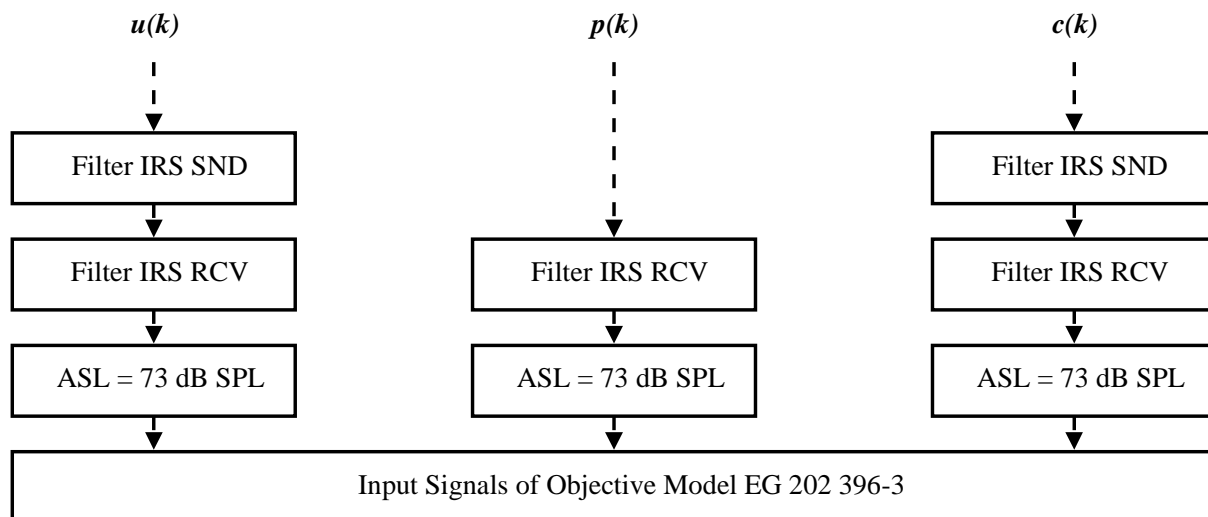 u(k) p(k) c(k)
Filter IRS SND Filter IRS SND
Filter IRS RCV Filter IRS RCV Filter IRS RCV
ASL = 73 dB SPL ASL = 73 dB SPL ASL = 73 dB SPL
Input Signals of Objective Model EG 202 396-3